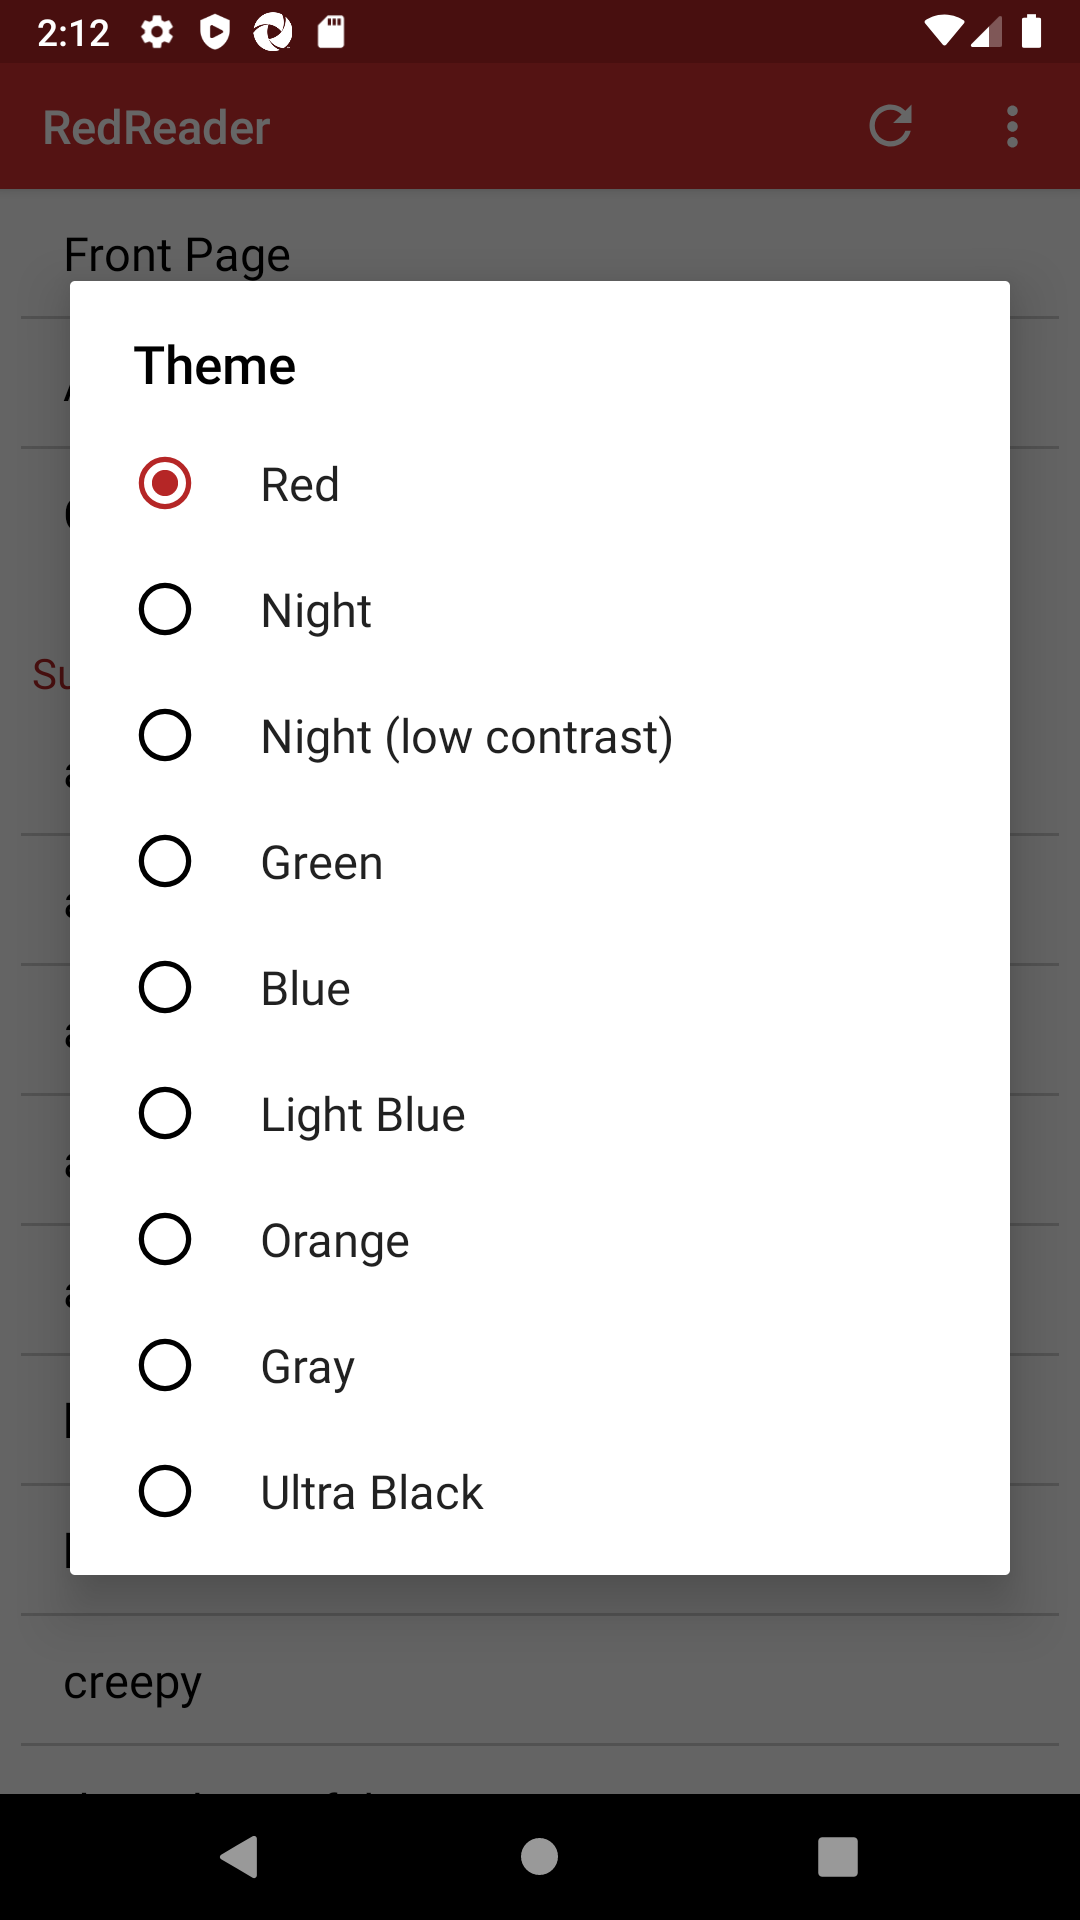 2:12
RedReader
Front Page
Theme
Red
Night
Night (low contrast)
Green
Blue
Light Blue
Orange
Gray
Ultra Black
creepy